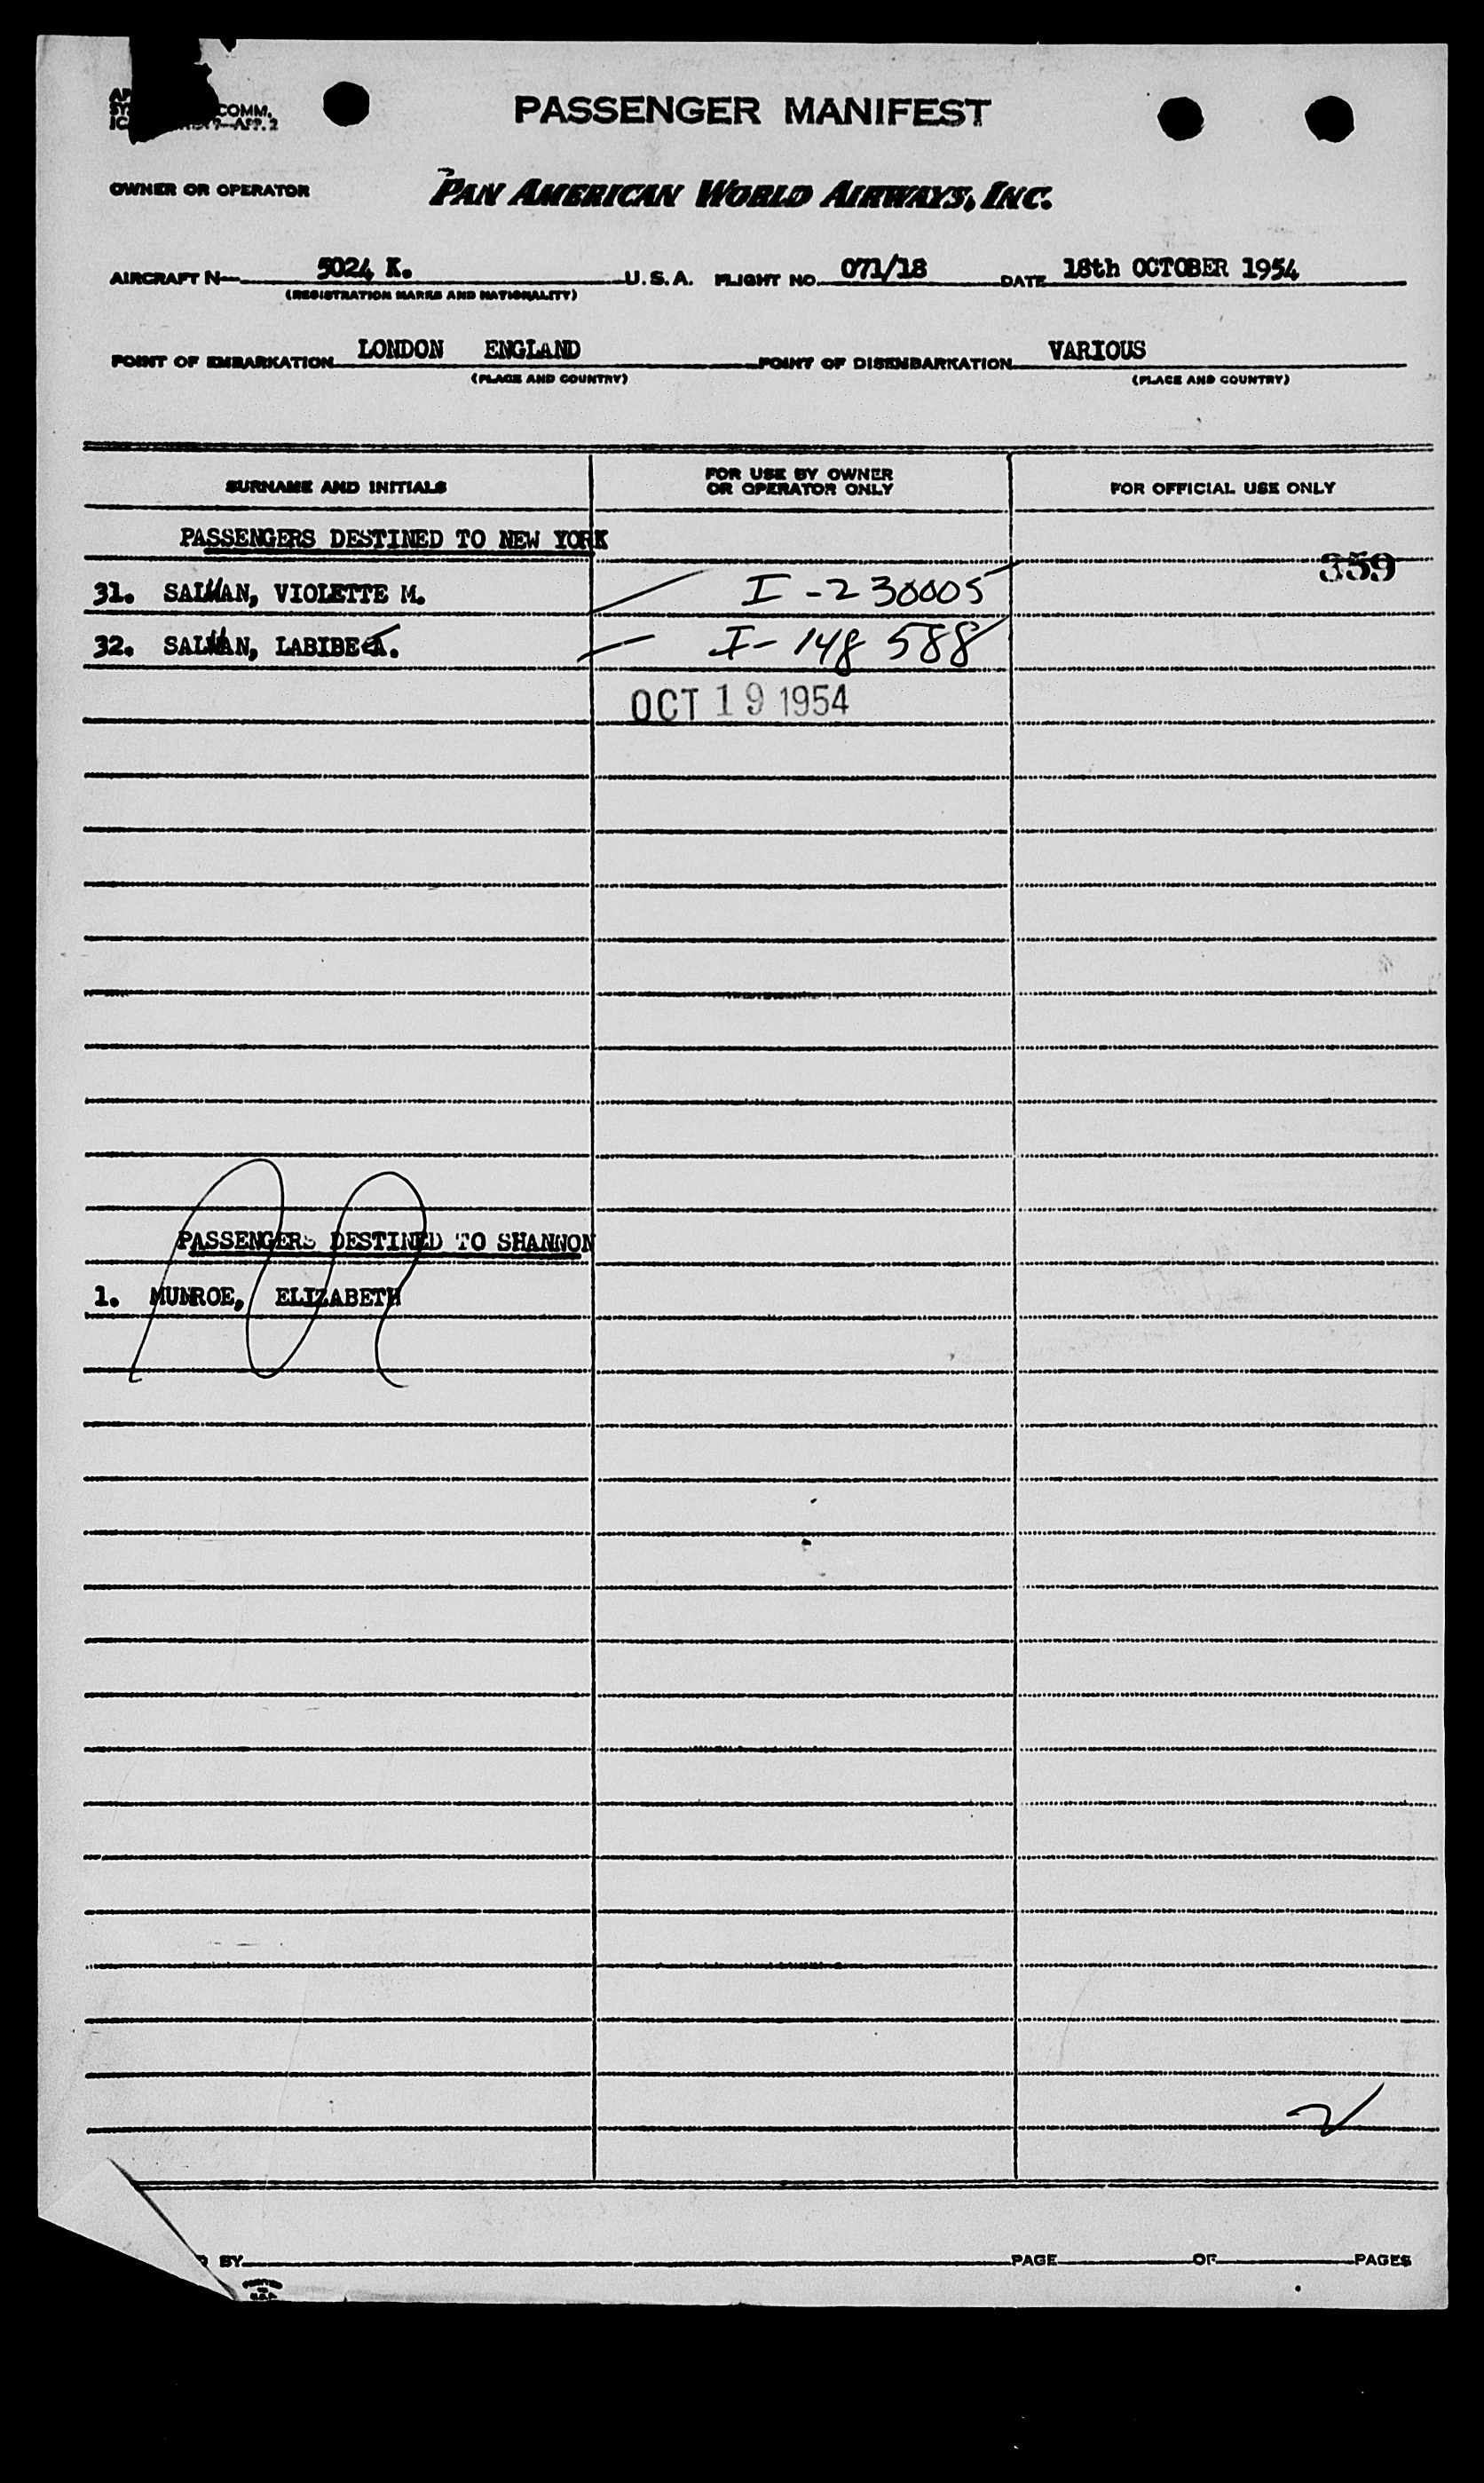 COMM.
PASSENGER MANIFEST
OWNER OR OPERATOR PAN AMERICAN WORLD AIRWAYS, INC.
AIRCRAFT N 5024 K. U.S.A. FLIGHT NO. 071/18 DATE 18th OCTOBER 1954
(REGISTRATION MARKS AND NATIONALITY)
POINT OF EMBARKATION LONDON ENGLAND POINT OF DISEMBARKATION VARIOUS
(PLACE AND COUNTRY) (PLACE AND COUNTRY)
SURNAME AND INITIALS FOR USE BY OWNER OR OPERATOR ONLY FOR OFFICIAL USE ONLY
PASSENGERS DESTINED TO NEW YORK
359
31. SALMAN, VIOLETTE M. I-230005
32. SALMAN, LABIBE A. I-148588
OCT 19 1954
PASSENGERS DESTINED TO SHANNON
1. MUNROE, ELIZABETH
2
BY PAGE OF PAGES
PRINTED IN U.S.A.